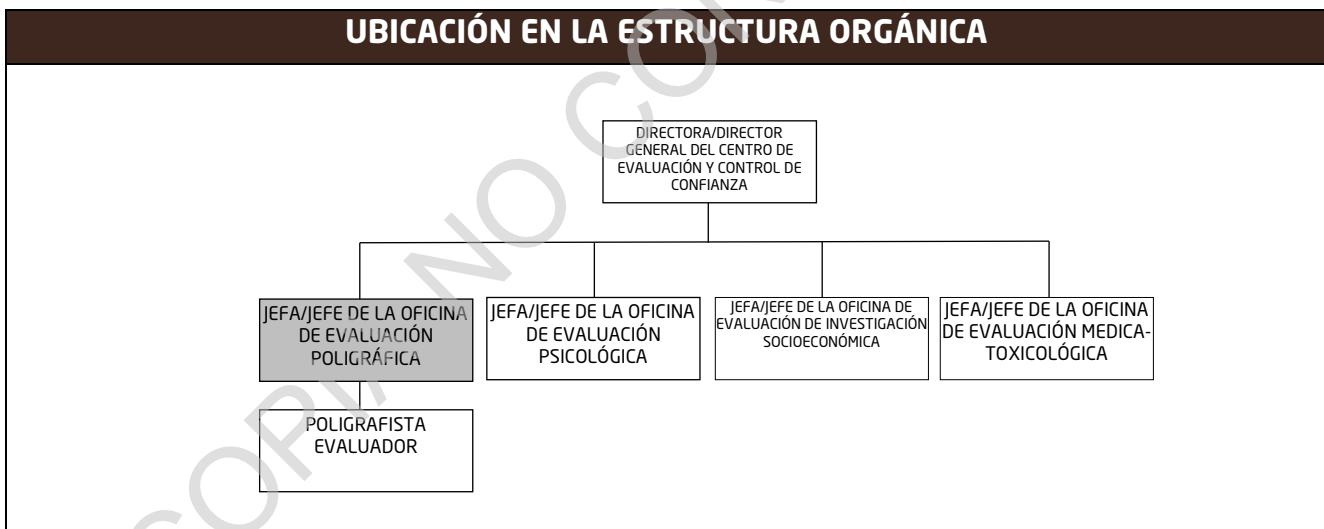 UBICACIÓN EN LA ESTRUCTURA ORGÁNICA
DIRECTORA/DIRECTOR
GENERAL DEL CENTRO DE
EVALUACIÓN Y CONTROL DE
CONFIANZA
JEFA/JEFE DE LA OFICINA
DE EVALUACIÓN
POLIGRÁFICA
JEFA/JEFE DE LA OFICINA
DE EVALUACIÓN
PSICOLÓGICA
JEFA/JEFE DE LA OFICINA DE
EVALUACIÓN DE INVESTIGACIÓN
SOCIOECONÓMICA
JEFA/JEFE DE LA OFICINA
DE EVALUACIÓN MEDICA-
TOXICOLÓGICA
POLIGRAFISTA
EVALUADOR
COPIA NO